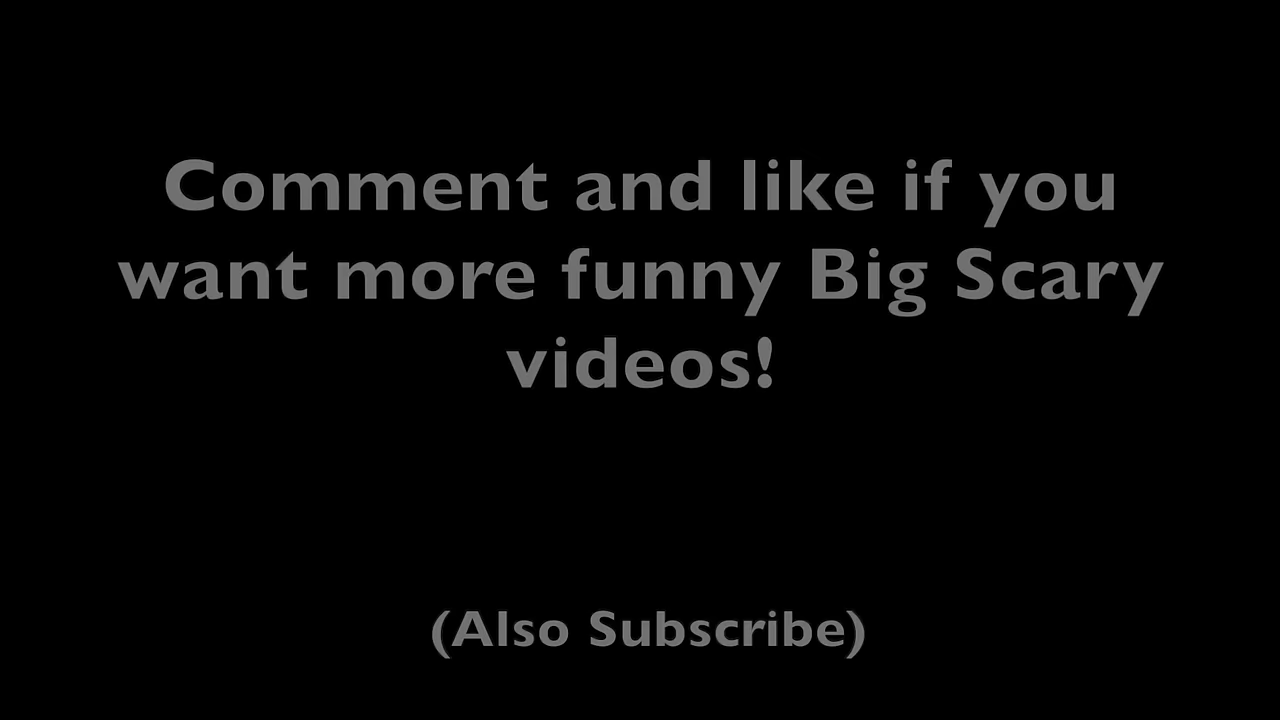 Comment and like if you
want more funny Big Scary
videos!
(Also Subscribe)